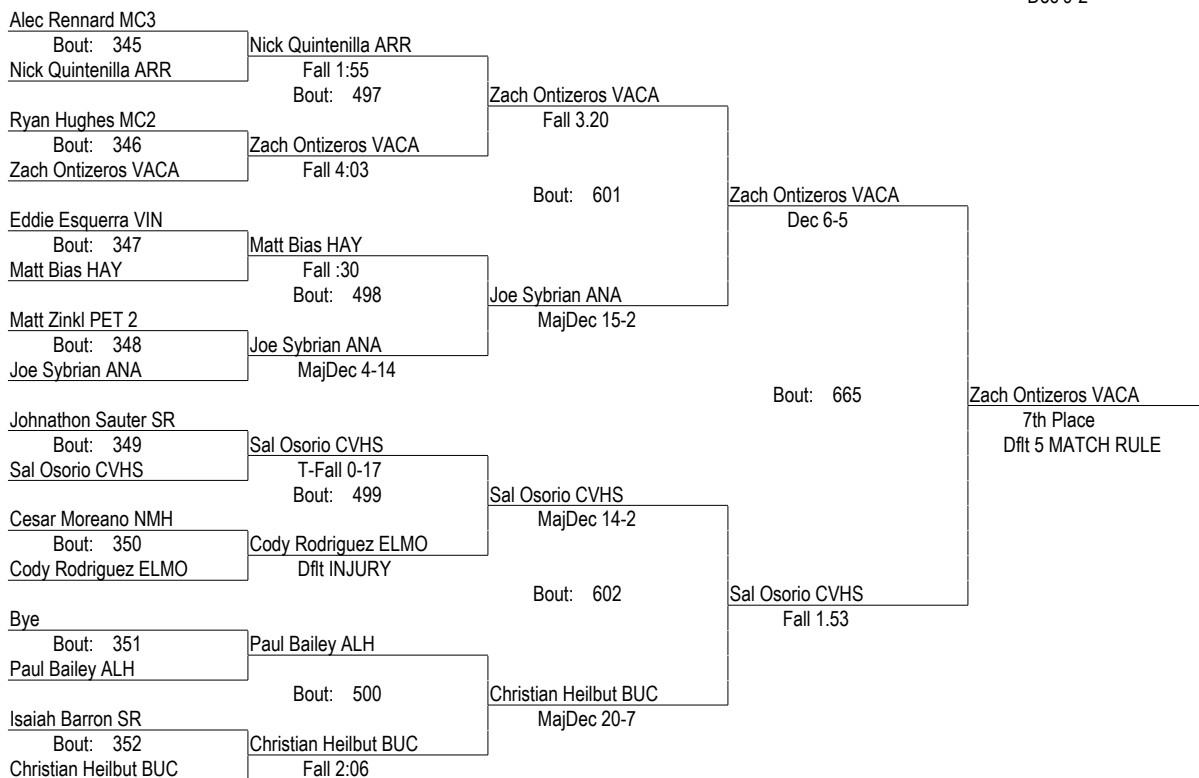 Alec Rennard MC3
Bout: 345
Nick Quintenilla ARR
Nick Quintenilla ARR
Fall 1:55
Bout: 497
Ryan Hughes MC2
Bout: 346
Zach Ontizeros VACA
Zach Ontizeros VACA
Fall 4:03
Zach Ontizeros VACA
Fall 3.20
Bout: 601
Eddie Esquerra VIN
Bout: 347
Matt Bias HAY
Matt Bias HAY
Fall :30
Bout: 498
Matt Zinkl PET 2
Bout: 348
Joe Sybrian ANA
Joe Sybrian ANA
MajDec 4-14
Joe Sybrian ANA
MajDec 15-2
Zach Ontizeros VACA
Dec 6-5
Bout: 665
Johnathon Sauter SR
Bout: 349
Sal Osorio CVHS
Sal Osorio CVHS
T-Fall 0-17
Bout: 499
Cesar Moreano NMH
Bout: 350
Cody Rodriguez ELMO
Cody Rodriguez ELMO
Dflt INJURY
Sal Osorio CVHS
MajDec 14-2
Bout: 602
Bye
Bout: 351
Paul Bailey ALH
Paul Bailey ALH
Bout: 500
Isaiah Barron SR
Bout: 352
Christian Heilbut BUC
Christian Heilbut BUC
Fall 2:06
Christian Heilbut BUC
MajDec 20-7
Sal Osorio CVHS
Fall 1.53
Zach Ontizeros VACA
7th Place
Dflt 5 MATCH RULE